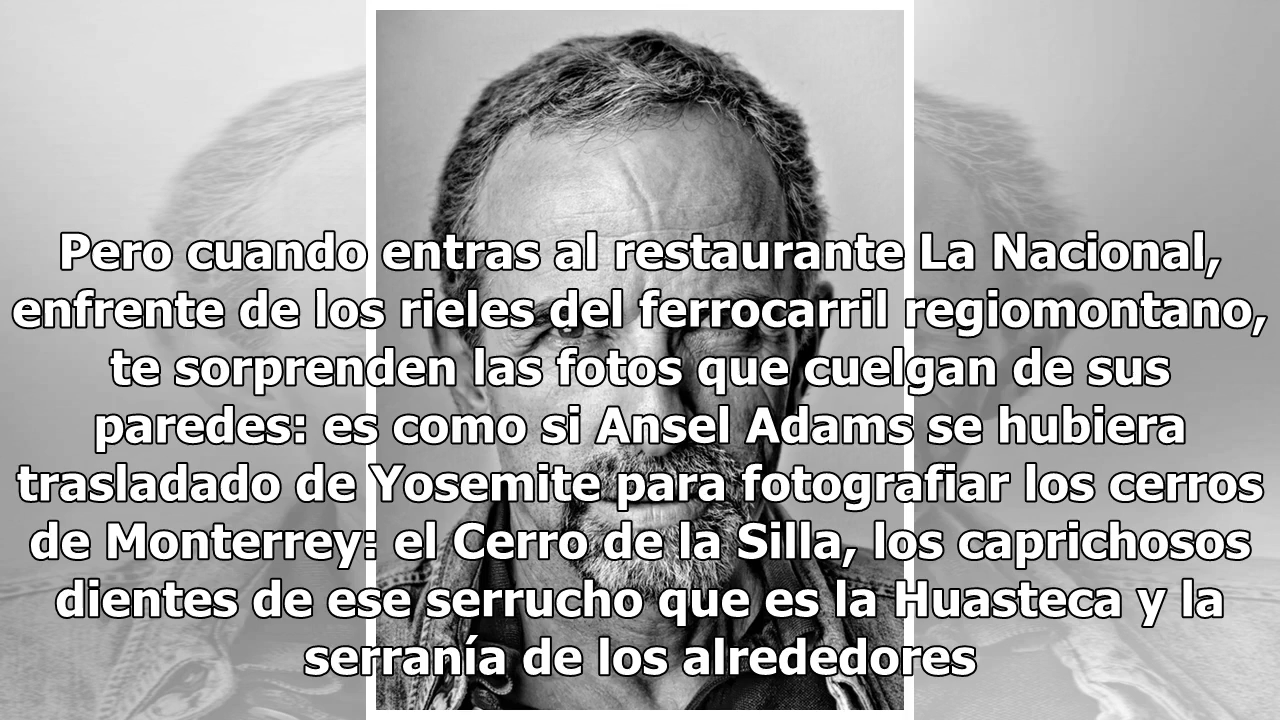 Pero cuando entras al restaurante La Nacional,
enfrente de los rieles del ferrocarril regiomontano,
te sorprenden las fotos que cuelgan de sus
paredes: es como si Ansel Adams se hubiera
trasladado de Yosemite para fotografiar los cerros
de Monterrey: el Cerro de la Silla, los caprichosos
dientes de ese serrucho que es la Huasteca y la
serranía de los alrededores